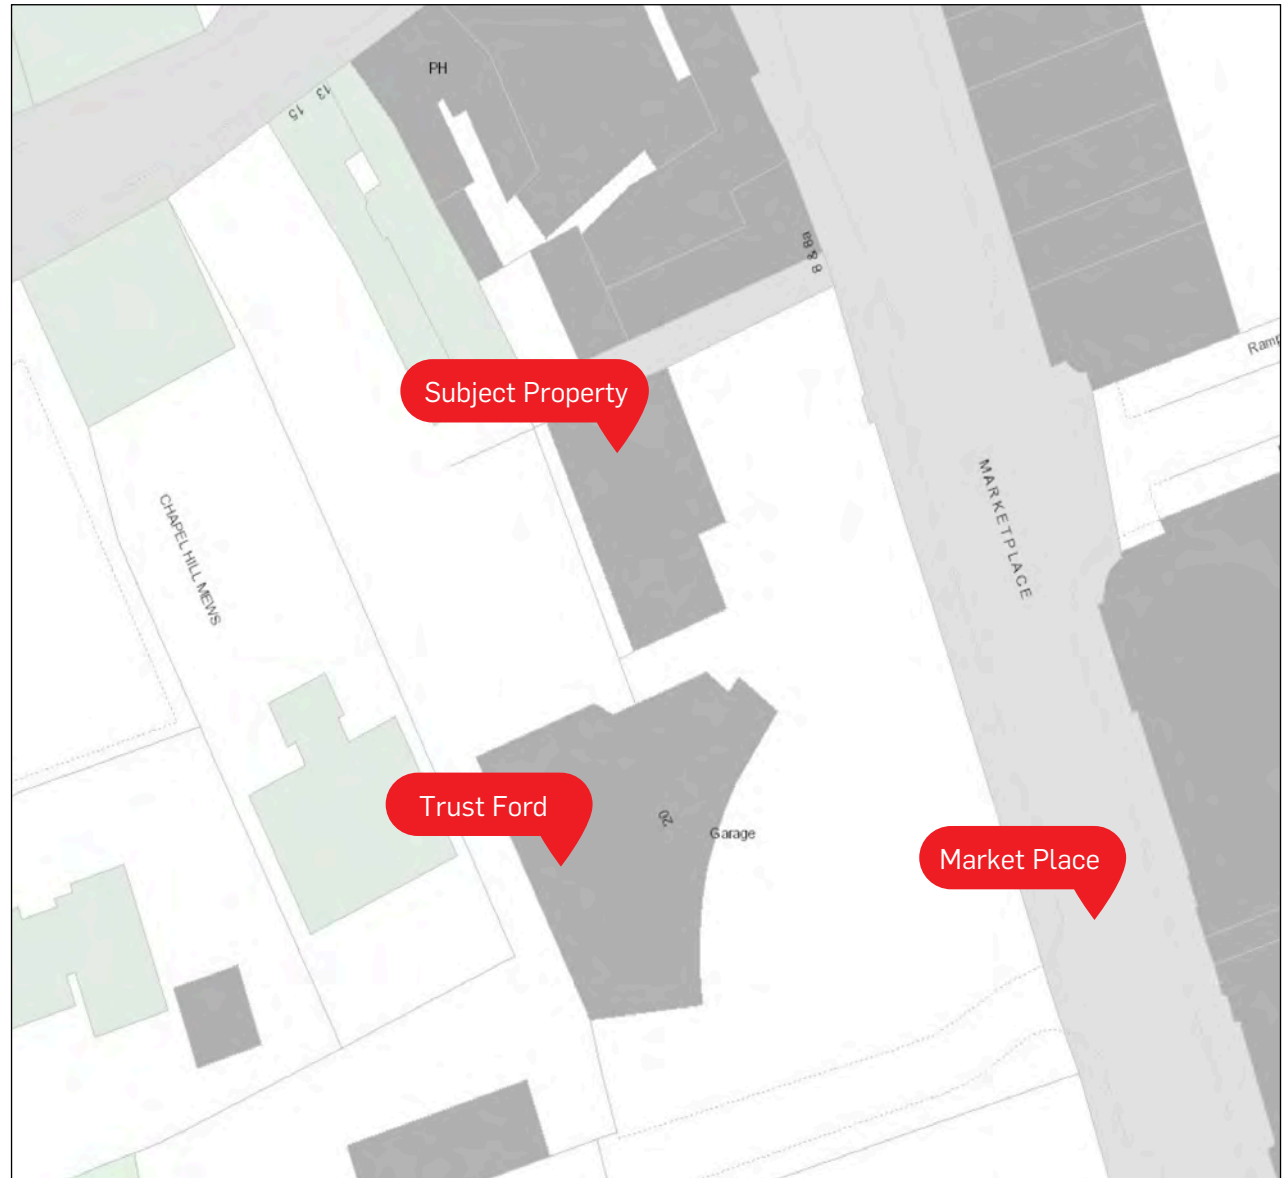 PH
13
15
8 & 8a
Ramp
Subject Property
MARKETPLACE
CHAPEL HILL MEWS
Trust Ford
20
Garage
Market Place